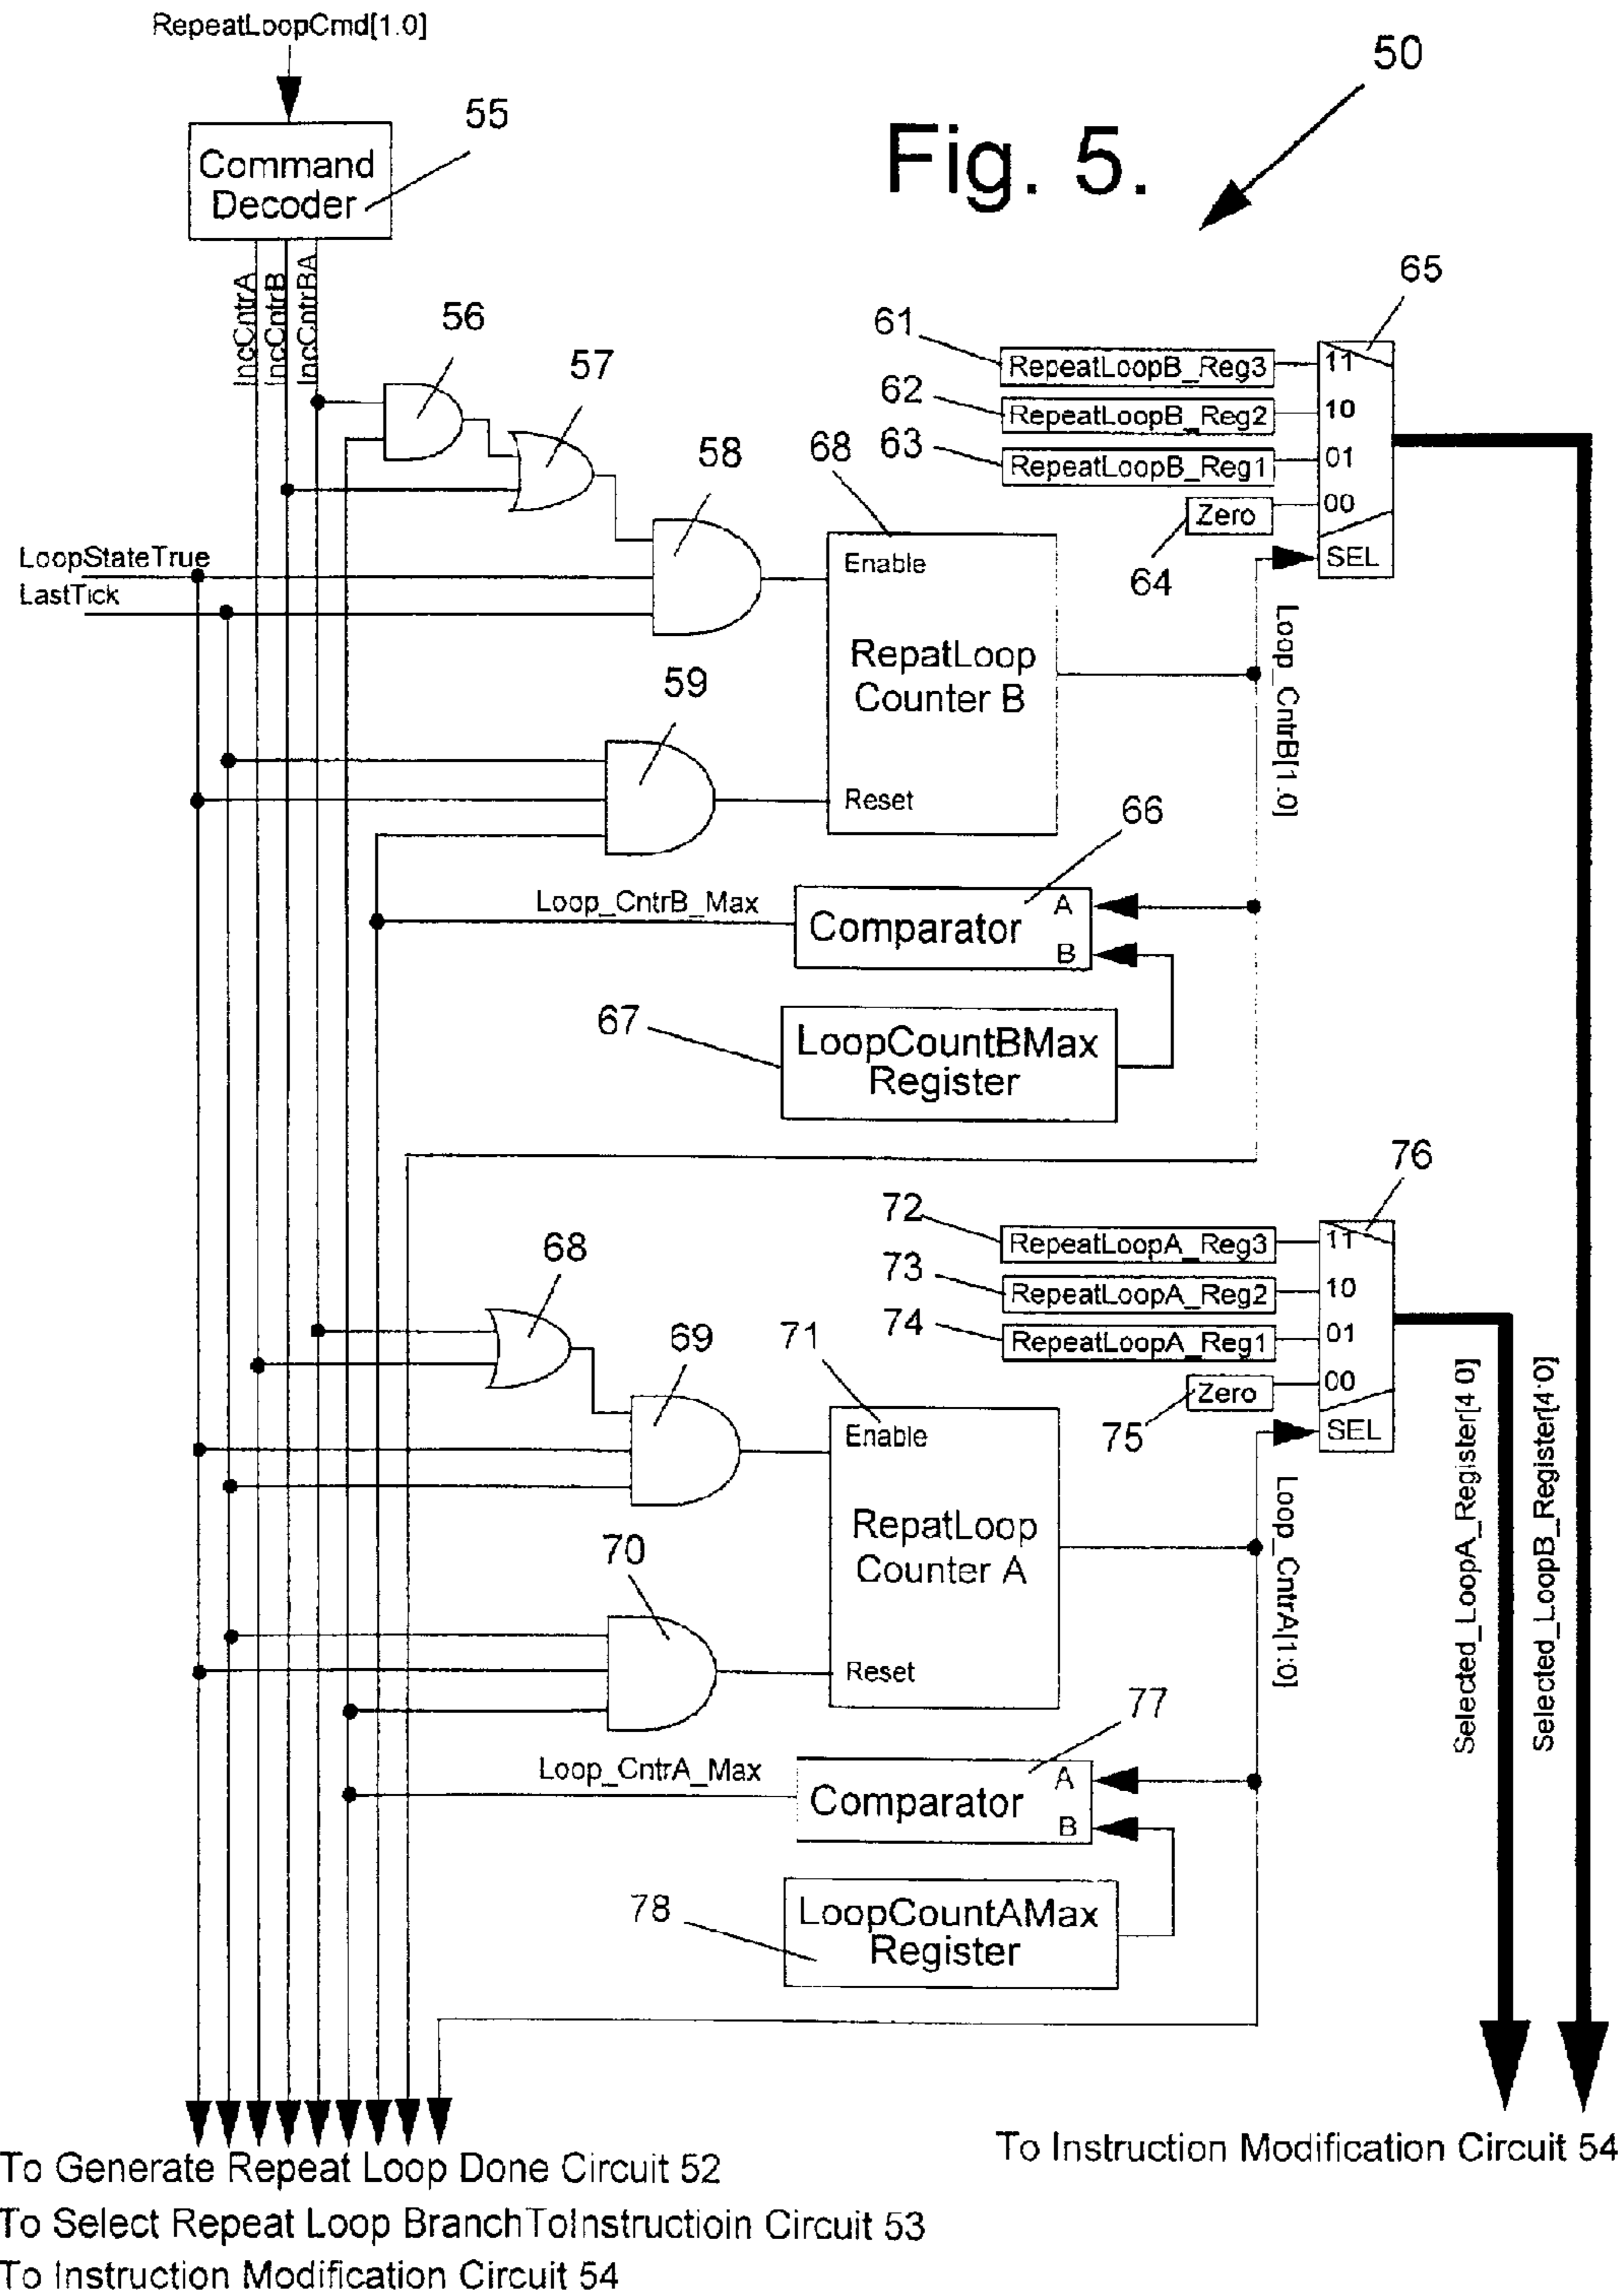 RepeatLoopCmd[1.0]
50
55
Command
Decoder
Fig. 5.
IncCntrA
IncCntrB
IncCntrBA
56
57
58
65
61
RepeatLoopB_Reg3
11
62
RepeatLoopB_Reg2
10
63
RepeatLoopB_Reg1
01
Zero
00
64
SEL
68
LoopStateTrue
LastTick
Enable
RepatLoop
Counter B
Reset
59
Loop_CntrB[1.0]
66
Loop_CntrB_Max
Comparator
A
B
67
LoopCountBMax
Register
76
72
RepeatLoopA_Reg3
11
73
RepeatLoopA_Reg2
10
74
RepeatLoopA_Reg1
01
Zero
00
75
SEL
68
69
71
Enable
RepatLoop
Counter A
Reset
70
Loop_CntrA[1:0]
Selected_LoopA_Register[4 0]
Selected_LoopB_Register[4:0]
77
Loop_CntrA_Max
Comparator
A
B
78
LoopCountAMax
Register
To Generate Repeat Loop Done Circuit 52
To Select Repeat Loop BranchToInstructioin Circuit 53
To Instruction Modification Circuit 54
To Instruction Modification Circuit 54